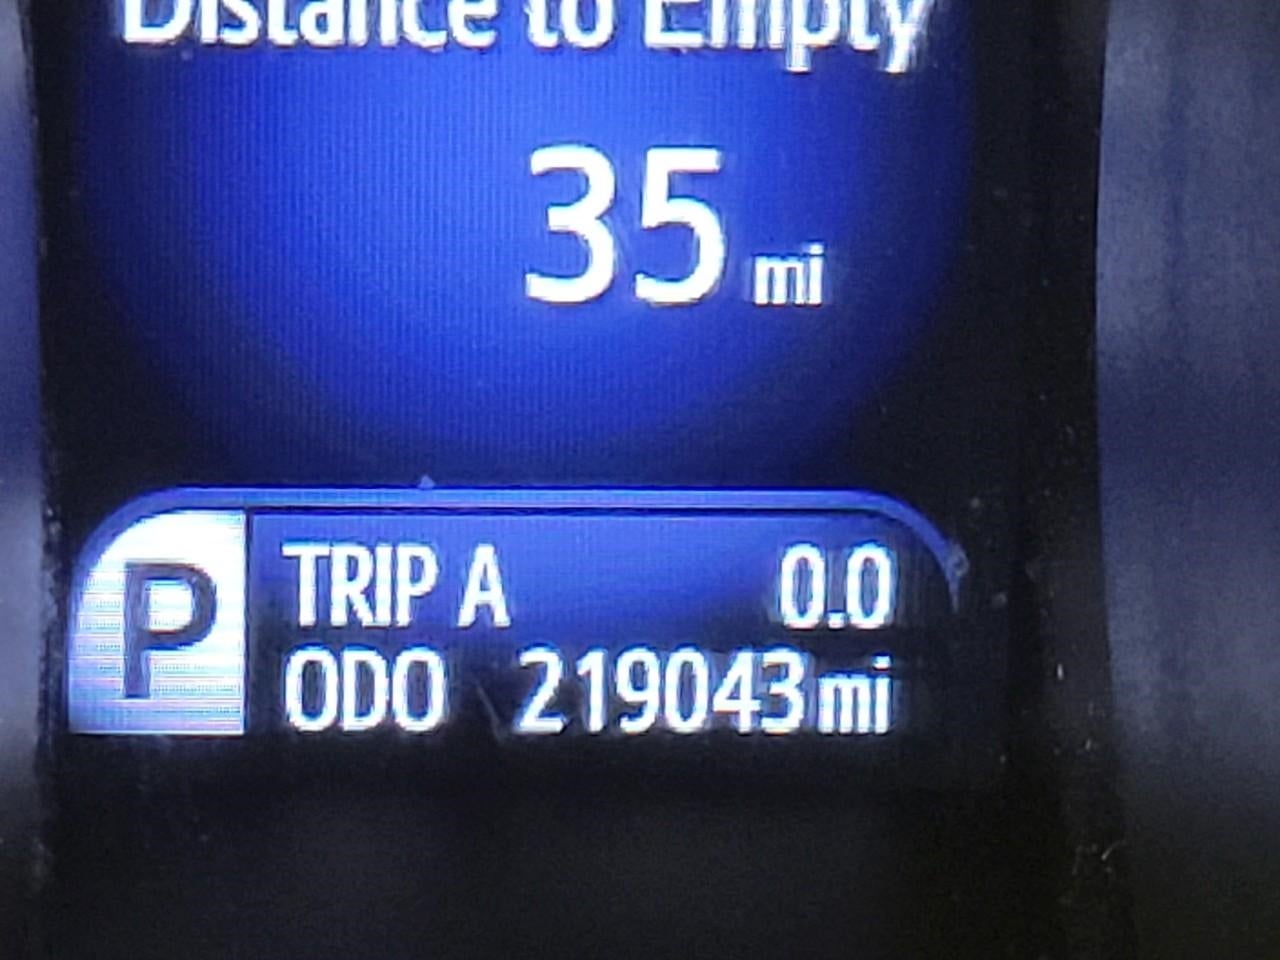 Distance to Empty
35 mi
P
TRIP A 0.0
ODO 219043 mi